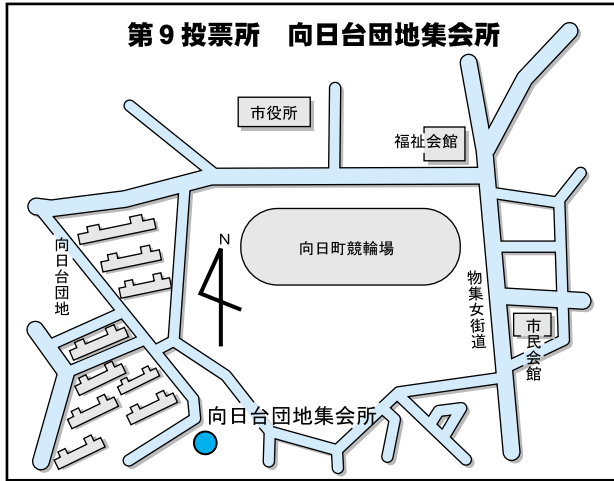 第９投票所　向日台団地集会所
市役所
福祉会館
N
向日町競輪場
向日台団地
物集女街道
市民会館
向日台団地集会所